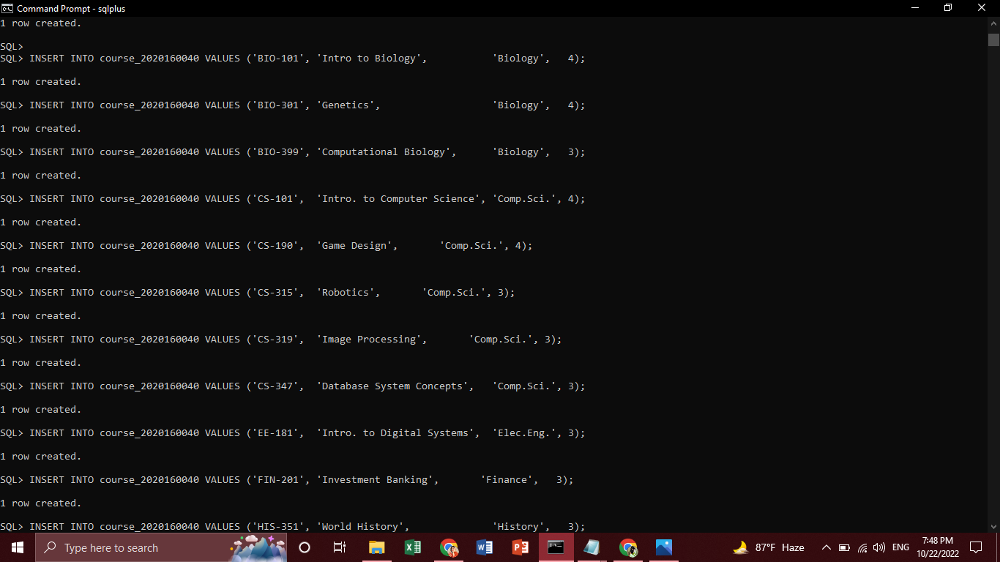 Command Prompt - sqlplus
1 row created.
SQL>
SQL> INSERT INTO course_2020160040 VALUES ('BIO-101', 'Intro to Biology',           'Biology',   4);
1 row created.
SQL> INSERT INTO course_2020160040 VALUES ('BIO-301', 'Genetics',                   'Biology',   4);
1 row created.
SQL> INSERT INTO course_2020160040 VALUES ('BIO-399', 'Computational Biology',      'Biology',   3);
1 row created.
SQL> INSERT INTO course_2020160040 VALUES ('CS-101',  'Intro. to Computer Science', 'Comp.Sci.', 4);
1 row created.
SQL> INSERT INTO course_2020160040 VALUES ('CS-190',  'Game Design',       'Comp.Sci.', 4);
1 row created.
SQL> INSERT INTO course_2020160040 VALUES ('CS-315',  'Robotics',       'Comp.Sci.', 3);
1 row created.
SQL> INSERT INTO course_2020160040 VALUES ('CS-319',  'Image Processing',       'Comp.Sci.', 3);
1 row created.
SQL> INSERT INTO course_2020160040 VALUES ('CS-347',  'Database System Concepts',   'Comp.Sci.', 3);
1 row created.
SQL> INSERT INTO course_2020160040 VALUES ('EE-181',  'Intro. to Digital Systems',  'Elec.Eng.', 3);
1 row created.
SQL> INSERT INTO course_2020160040 VALUES ('FIN-201', 'Investment Banking',       'Finance',   3);
1 row created.
SQL> INSERT INTO course_2020160040 VALUES ('HIS-351', 'World History',              'History',   3);
Type here to search
87°F Haze
ENG
7:48 PM
10/22/2022